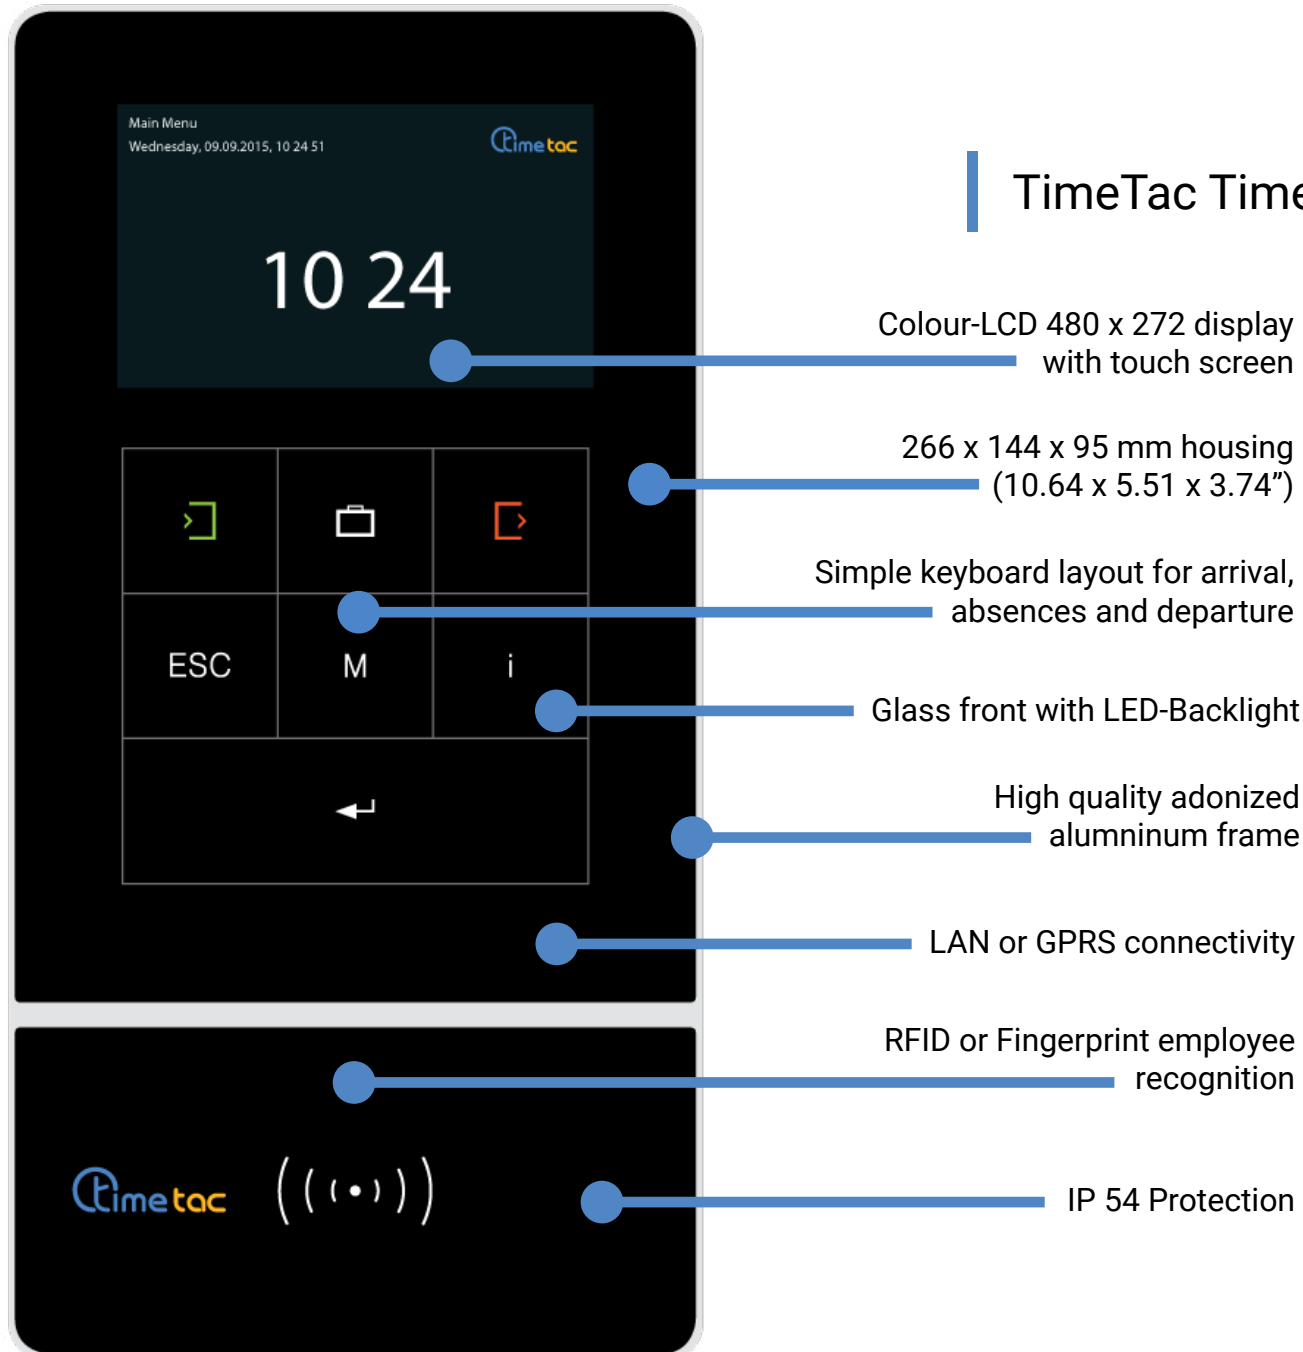 Main Menu
Wednesday, 09.09.2015, 10 24 51
timetac
10 24
ESC
M
i
timetac
TimeTac Time
Colour-LCD 480 x 272 display
with touch screen
266 x 144 x 95 mm housing
(10.64 x 5.51 x 3.74”)
Simple keyboard layout for arrival,
absences and departure
Glass front with LED-Backlight
High quality adonized
alumninum frame
LAN or GPRS connectivity
RFID or Fingerprint employee
recognition
IP 54 Protection